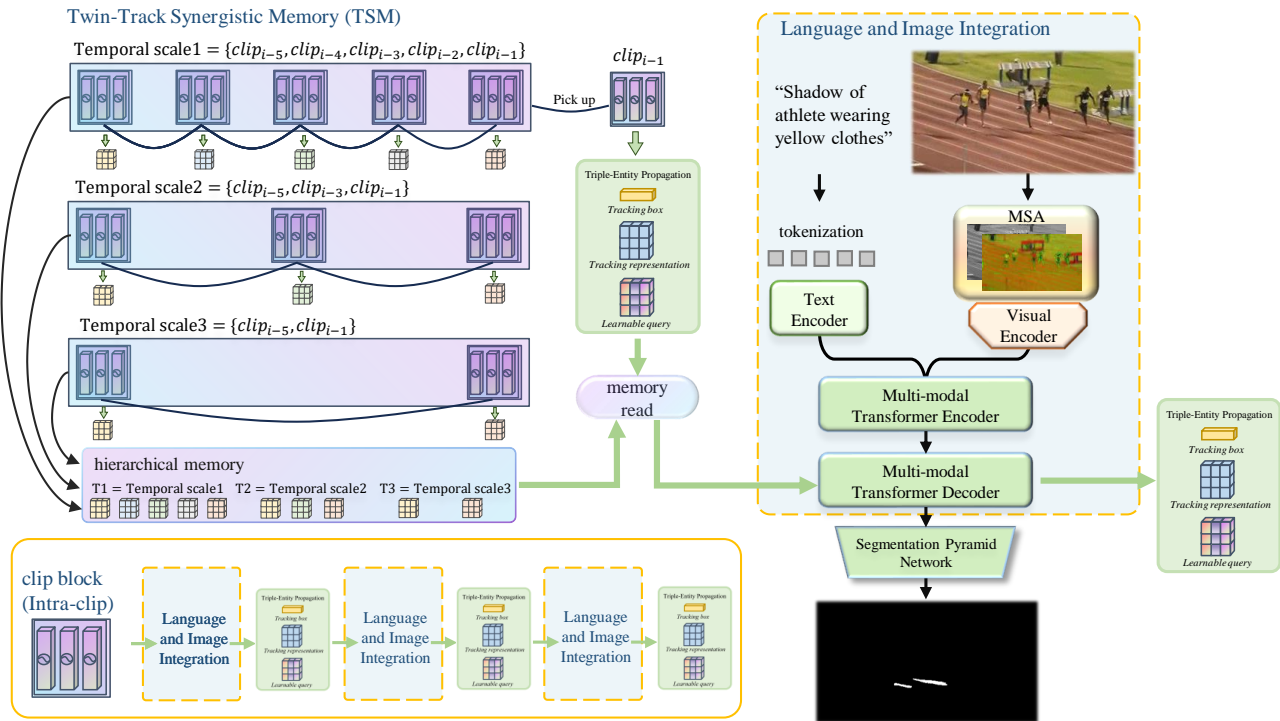 Twin-Track Synergistic Memory (TSM)
Temporal scale1 = {clip_{i-5}, clip_{i-4}, clip_{i-3}, clip_{i-2}, clip_{i-1}}
clip_{i-1}
Pick up
Temporal scale2 = {clip_{i-5}, clip_{i-3}, clip_{i-1}}
Temporal scale3 = {clip_{i-5}, clip_{i-1}}
hierarchical memory
T1 = Temporal scale1 T2 = Temporal scale2 T3 = Temporal scale3
Triple-Entity Propagation
Tracking box
Tracking representation
Learnable query
memory
read
Language and Image Integration
“Shadow of
athlete wearing
yellow clothes”
tokenization
MSA
Text
Encoder
Visual
Encoder
Multi-modal
Transformer Encoder
Multi-modal
Transformer Decoder
Segmentation Pyramid
Network
Triple-Entity Propagation
Tracking box
Tracking representation
Learnable query
clip block
(Intra-clip)
Language
and Image
Integration
Triple-Entity Propagation
Tracking box
Tracking representation
Learnable query
Language
and Image
Integration
Triple-Entity Propagation
Tracking box
Tracking representation
Learnable query
Language
and Image
Integration
Triple-Entity Propagation
Tracking box
Tracking representation
Learnable query